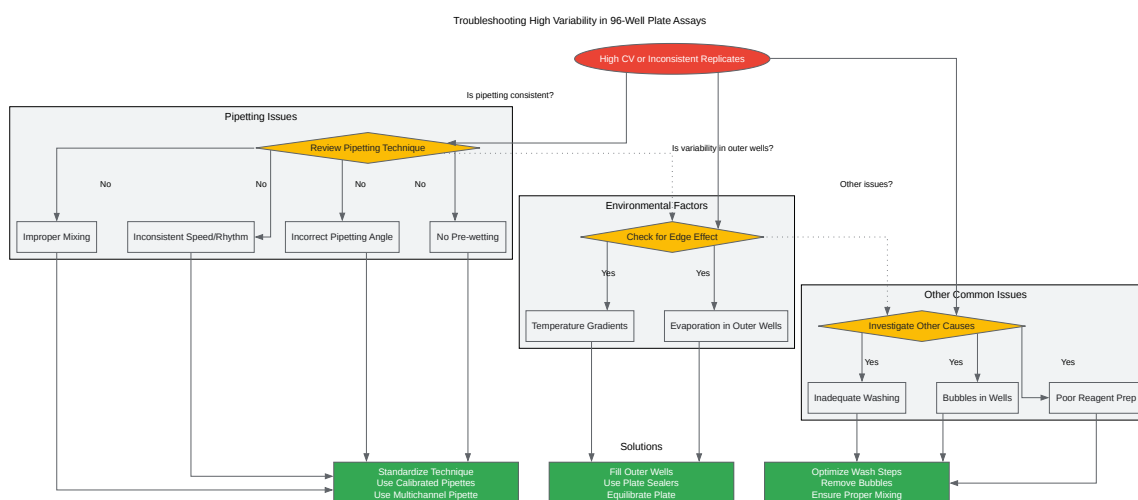 Troubleshooting High Variability in 96-Well Plate Assays
High CV or Inconsistent Replicates
Is pipetting consistent?
Pipetting Issues
Review Pipetting Technique
Is variability in outer wells?
No
No
No
No
Other issues?
Improper Mixing
Inconsistent Speed/Rhythm
Incorrect Pipetting Angle
No Pre-wetting
Environmental Factors
Check for Edge Effect
Yes
Yes
Temperature Gradients
Evaporation in Outer Wells
Other Common Issues
Investigate Other Causes
Yes
Yes
Yes
Inadequate Washing
Bubbles in Wells
Poor Reagent Prep
Solutions
Standardize Technique
Use Calibrated Pipettes
Use Multichannel Pipette
Fill Outer Wells
Use Plate Sealers
Equilibrate Plate
Optimize Wash Steps
Remove Bubbles
Ensure Proper Mixing